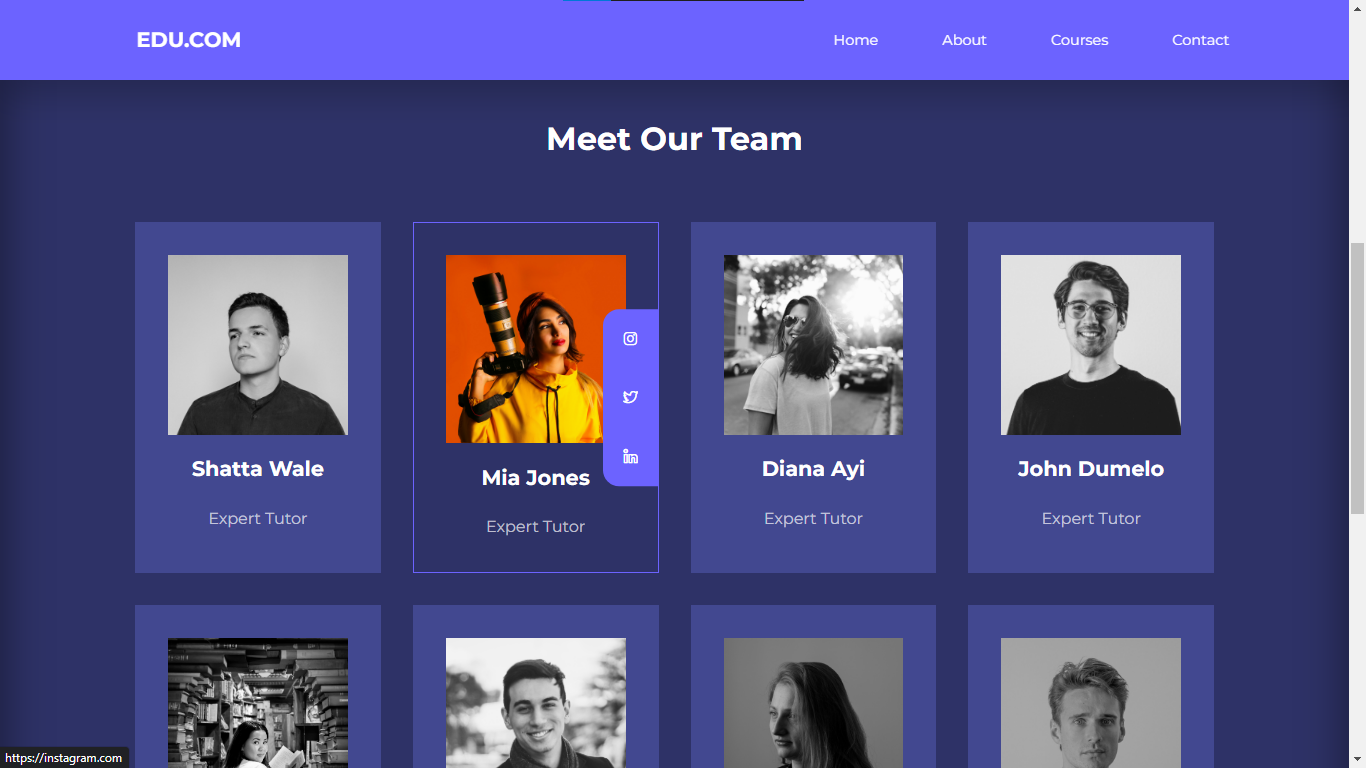 EDU.COM
Home About Courses Contact
Meet Our Team
Shatta Wale
Expert Tutor
Mia Jones
Expert Tutor
Diana Ayi
Expert Tutor
John Dumelo
Expert Tutor
https://instagram.com